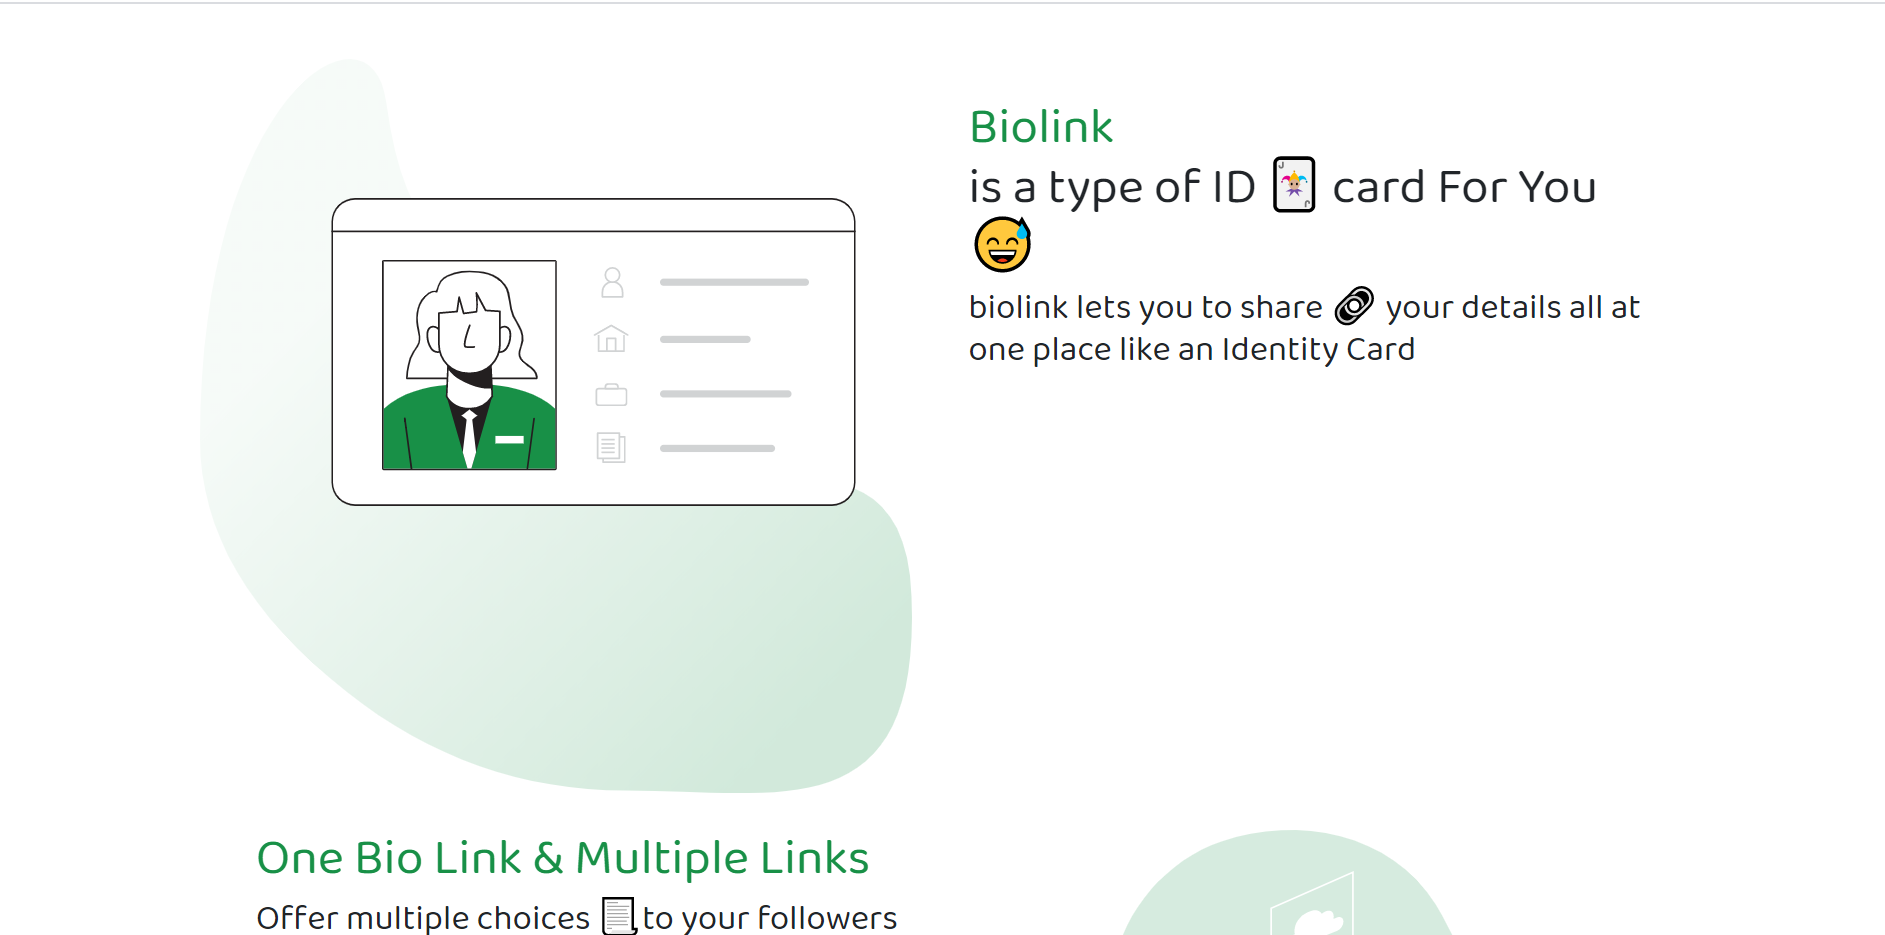 Biolink
is a type of ID 🃏 card For You
😅
biolink lets you to share 🔗 your details all at
one place like an Identity Card
One Bio Link & Multiple Links
Offer multiple choices 📃 to your followers